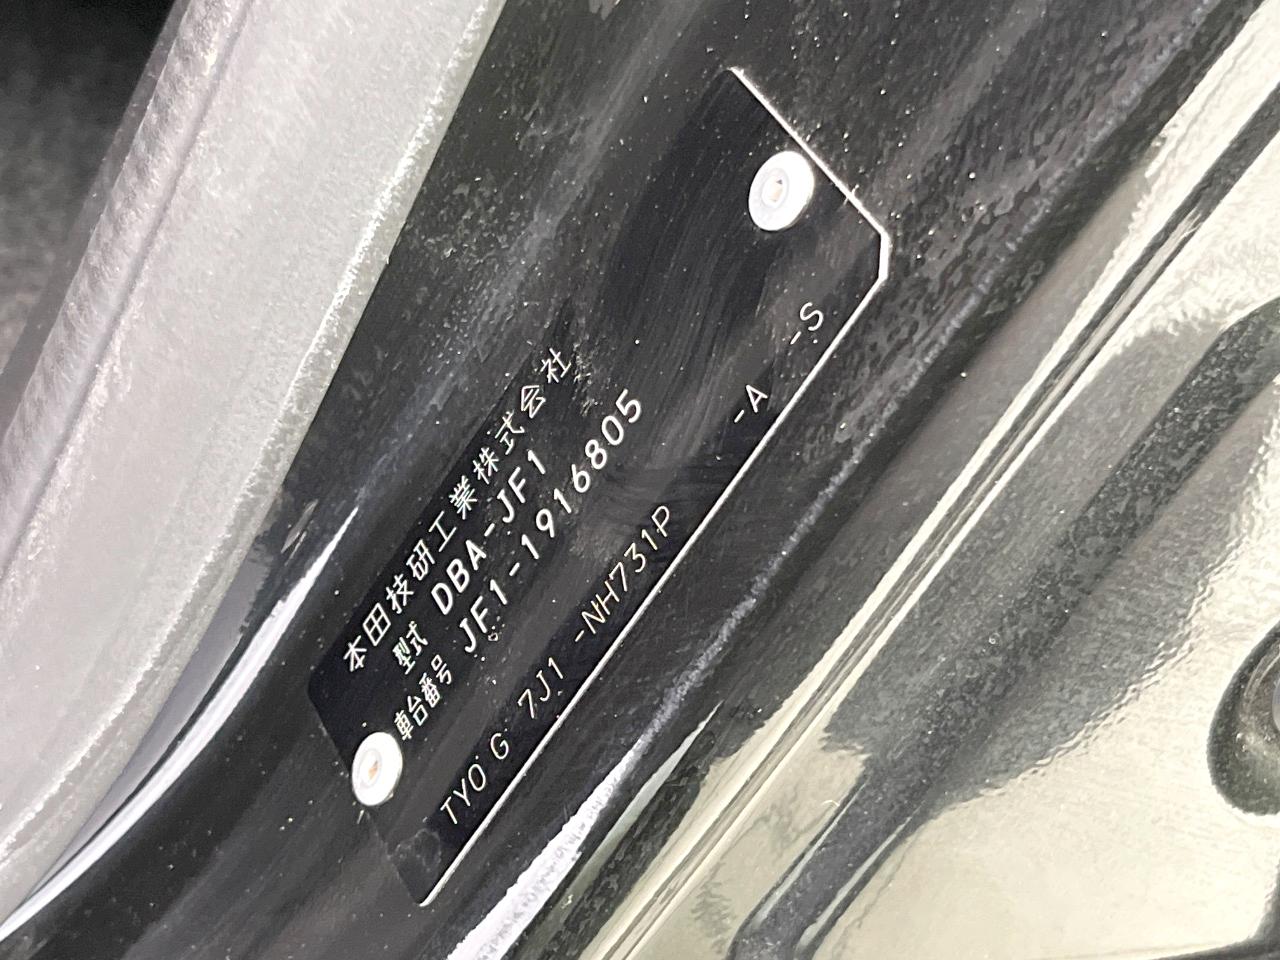 本田技研工業株式会社
型式 DBA-JF1
車台番号 JF1-1916805
TY0 G 7J1 -NH731P -A -S